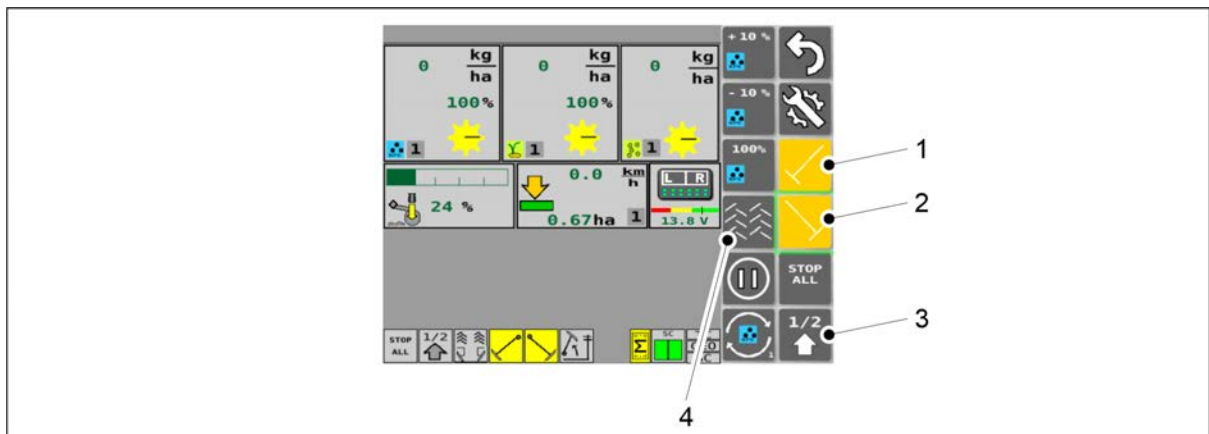 + 10 %
0 kg/ha 0 kg/ha 0 kg/ha
100% 100%
- 10 %
1 1 1
100%
1
0.0 km/h
L R
24 %
0.67ha 1 13.8 V
2
STOP ALL
1/2
3
STOP ALL 1/2 Σ SC
1
4